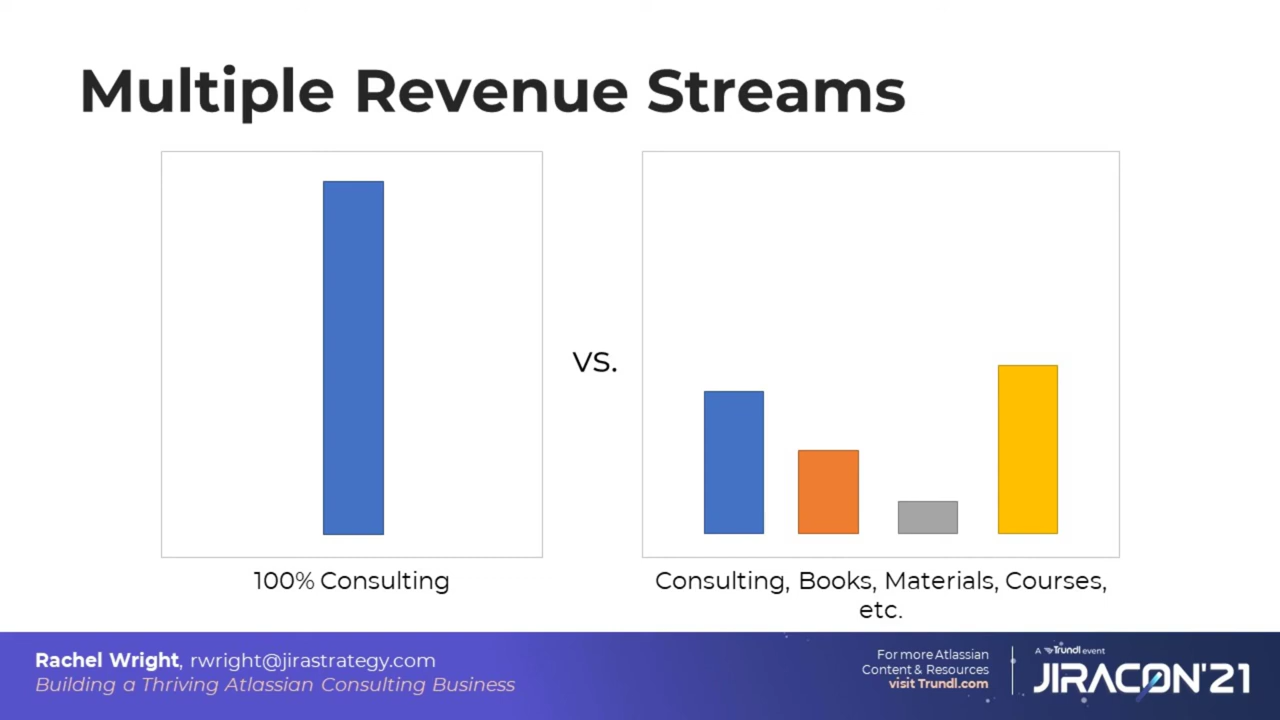 Multiple Revenue Streams
vs.
100% Consulting
Consulting, Books, Materials, Courses,
etc.
Rachel Wright, rwright@jirastrategy.com
Building a Thriving Atlassian Consulting Business
For more Atlassian
Content & Resources
visit Trundl.com
A Trundl event
JIRACON'21